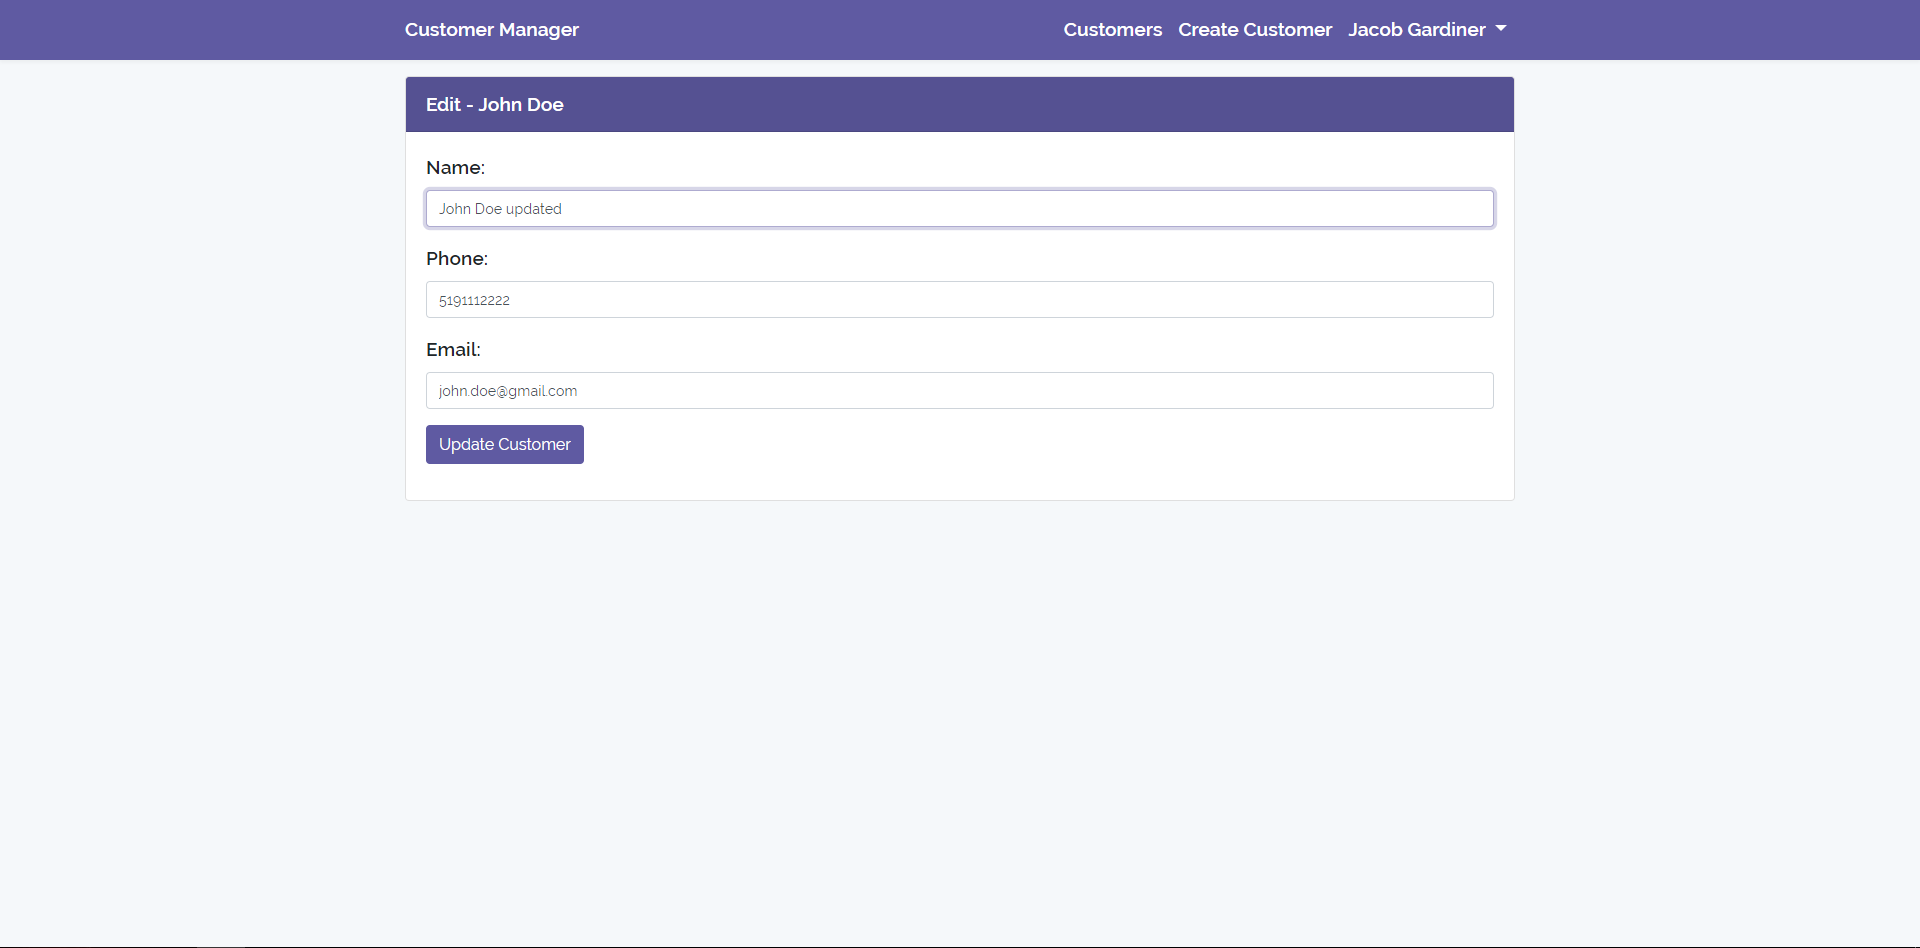 Customer Manager Customers Create Customer Jacob Gardiner
Edit - John Doe
Name:
John Doe updated
Phone:
5191112222
Email:
john.doe@gmail.com
Update Customer